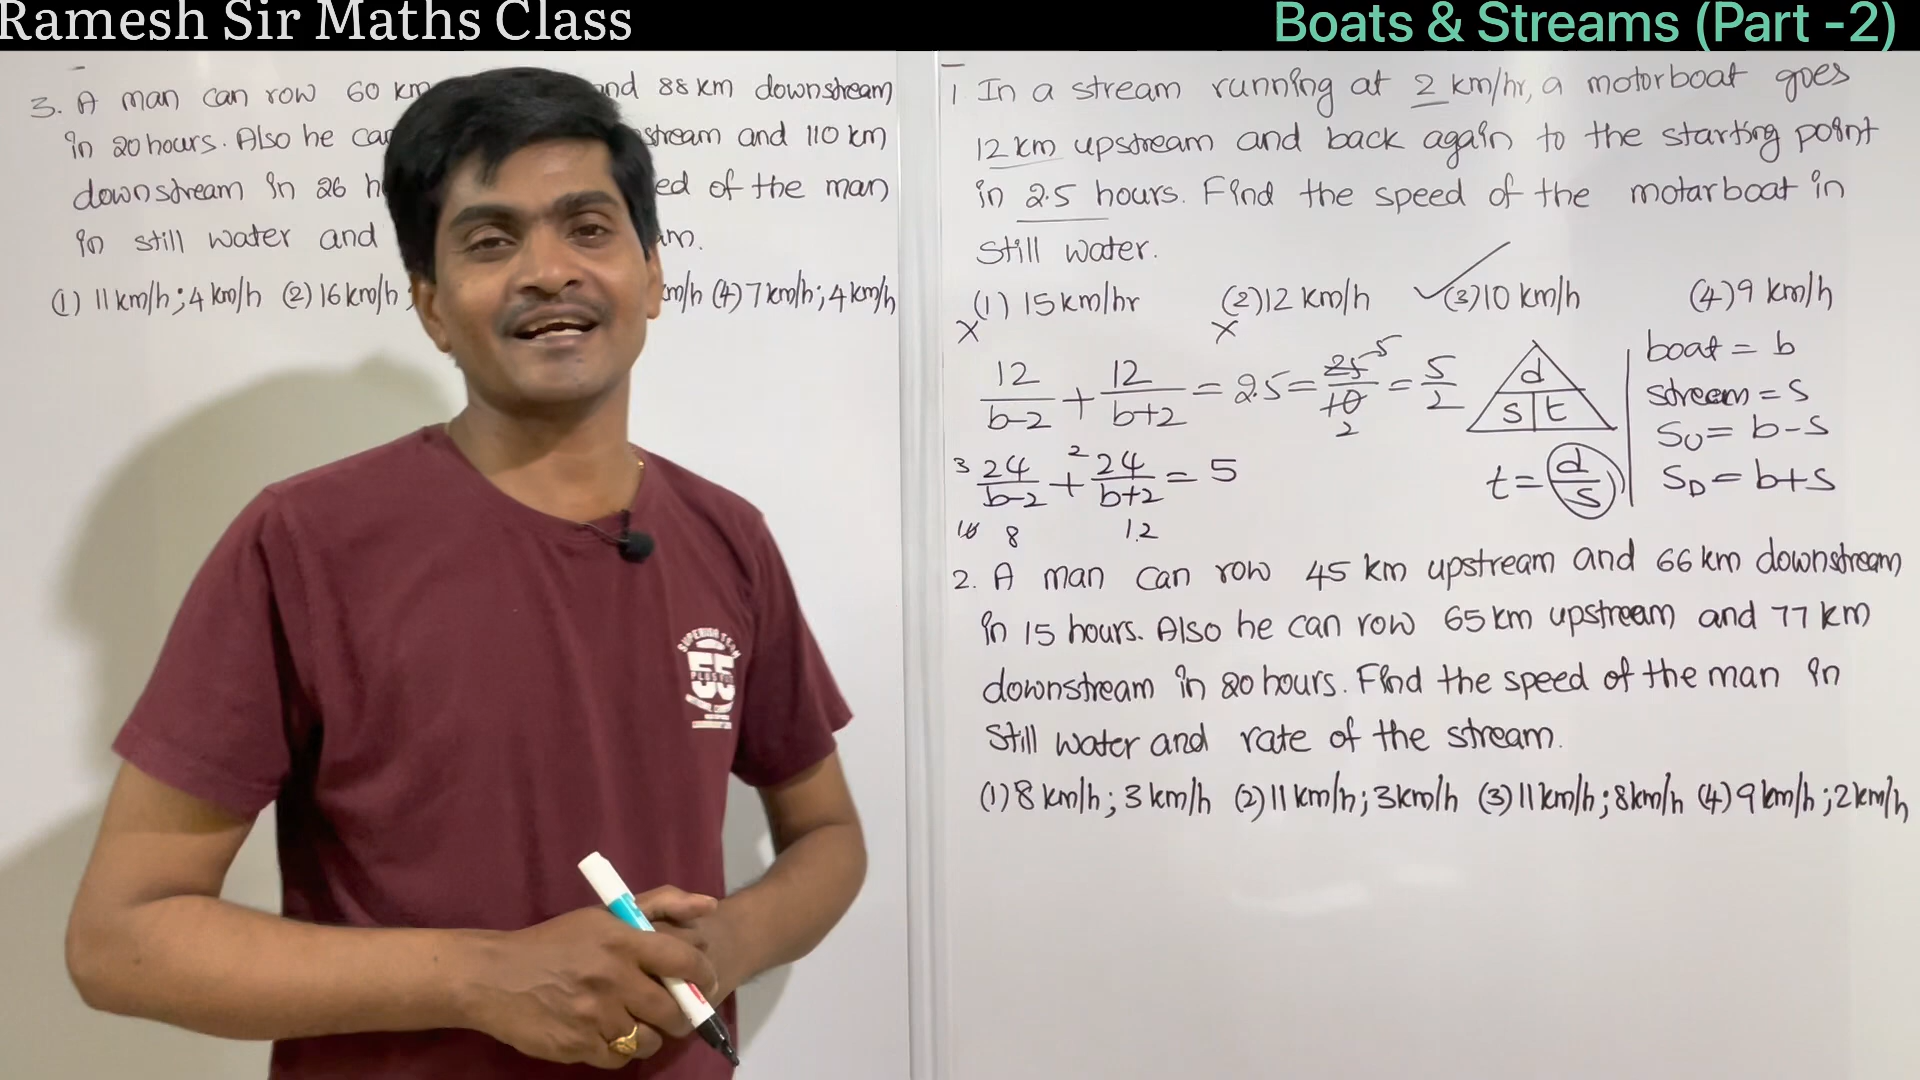 Ramesh Sir Maths Class
Boats & Streams (Part -2)
3. A man can row 60 km and 88 km downstream
in 20 hours. Also he stream and 110 km
downstream in 26 ed of the man
in still water and
(1) 11 km/h ; 4 km/h (2) 16 km/h ; km/h (4) 7 km/h ; 4 km/h
1 In a stream running at 2 km/hr, a motorboat goes
12 km upstream and back again to the starting point
in 2.5 hours. Find the speed of the motarboat in
still water.
(1) 15 km/hr (2) 12 km/h (3) 10 km/h (4) 9 km/h
12/b-2 + 12/b+2 = 2.5 = 25/10 = 5/2
5
2
d
s t
boat = b
stream = s
SU = b-s
SD = b+s
3 24/b-2 + 2 24/b+2 = 5
t = d/s
8 12
2. A man can row 45 km upstream and 66 km downstream
in 15 hours. Also he can row 65 km upstream and 77 km
downstream in 20 hours. Find the speed of the man in
still water and rate of the stream.
(1) 8 km/h ; 3 km/h (2) 11 km/h ; 3 km/h (3) 11 km/h ; 8 km/h (4) 9 km/h ; 2 km/h
55
PLUS